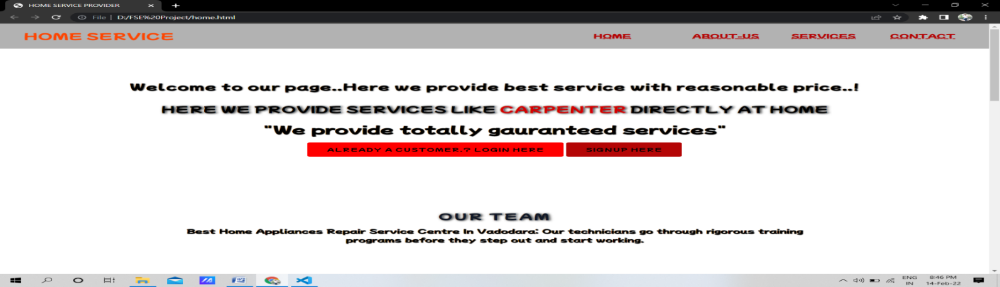 HOME SERVICE PROVIDER
File | D:/FSE%20Project/home.html
HOME SERVICE HOME ABOUT-US SERVICES CONTACT
Welcome to our page..Here we provide best service with reasonable price..!
HERE WE PROVIDE SERVICES LIKE CARPENTER DIRECTLY AT HOME
"We provide totally gauranteed services"
ALREADY A CUSTOMER.? LOGIN HERE SIGNUP HERE
OUR TEAM
Best Home Appliances Repair Service Centre In Vadodara: Our technicians go through rigorous training
programs before they step out and start working.
ENG 8:46 PM
IN 14-Feb-22